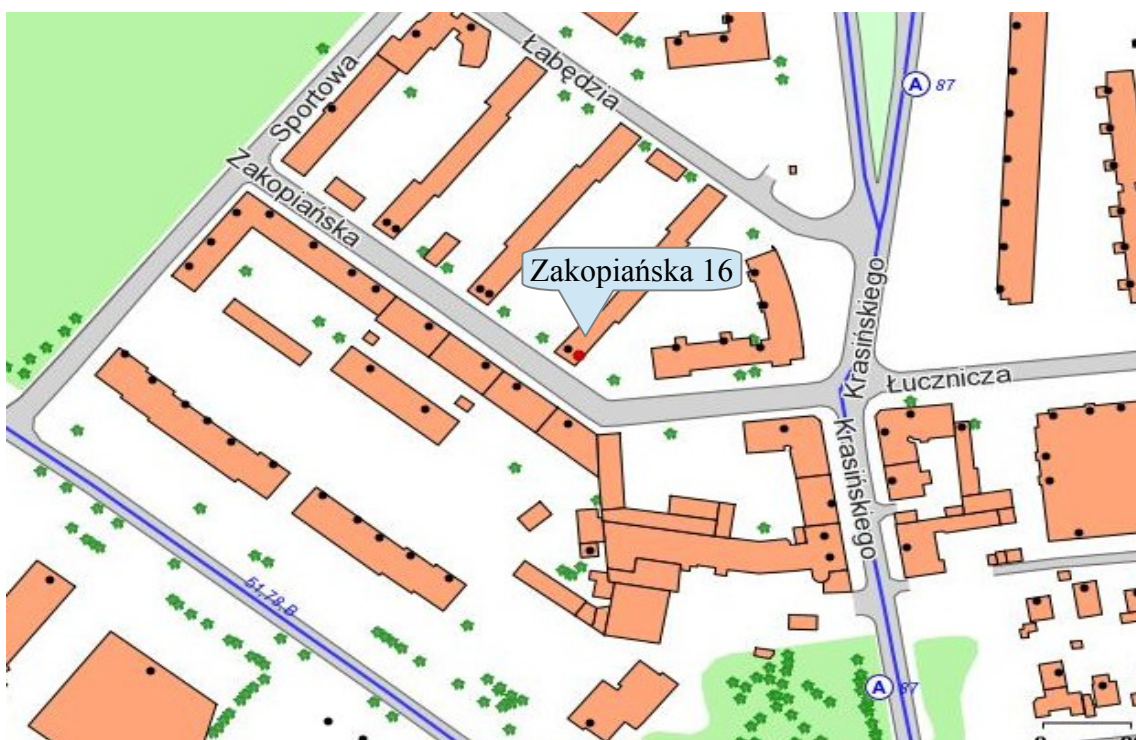 Łabędzia
Sportowa
A 87
Zakopiańska
Zakopiańska 16
Krasińskiego
Łucznicza
Krasińskiego
51,78,B
A 87